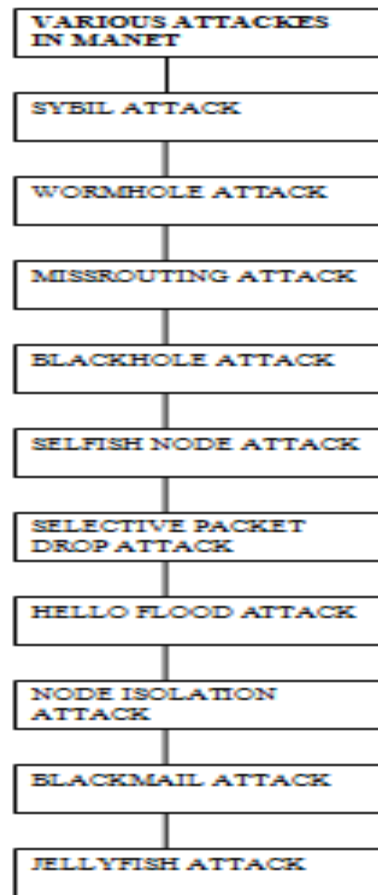 VARIOUS ATTACKES
IN MANET
SYBIL ATTACK
WORMHOLE ATTACK
MISSROUTING ATTACK
BLACKHOLE ATTACK
SELFISH NODE ATTACK
SELECTIVE PACKET
DROP ATTACK
HELLO FLOOD ATTACK
NODE ISOLATION
ATTACK
BLACKMAIL ATTACK
JELLYFISH ATTACK